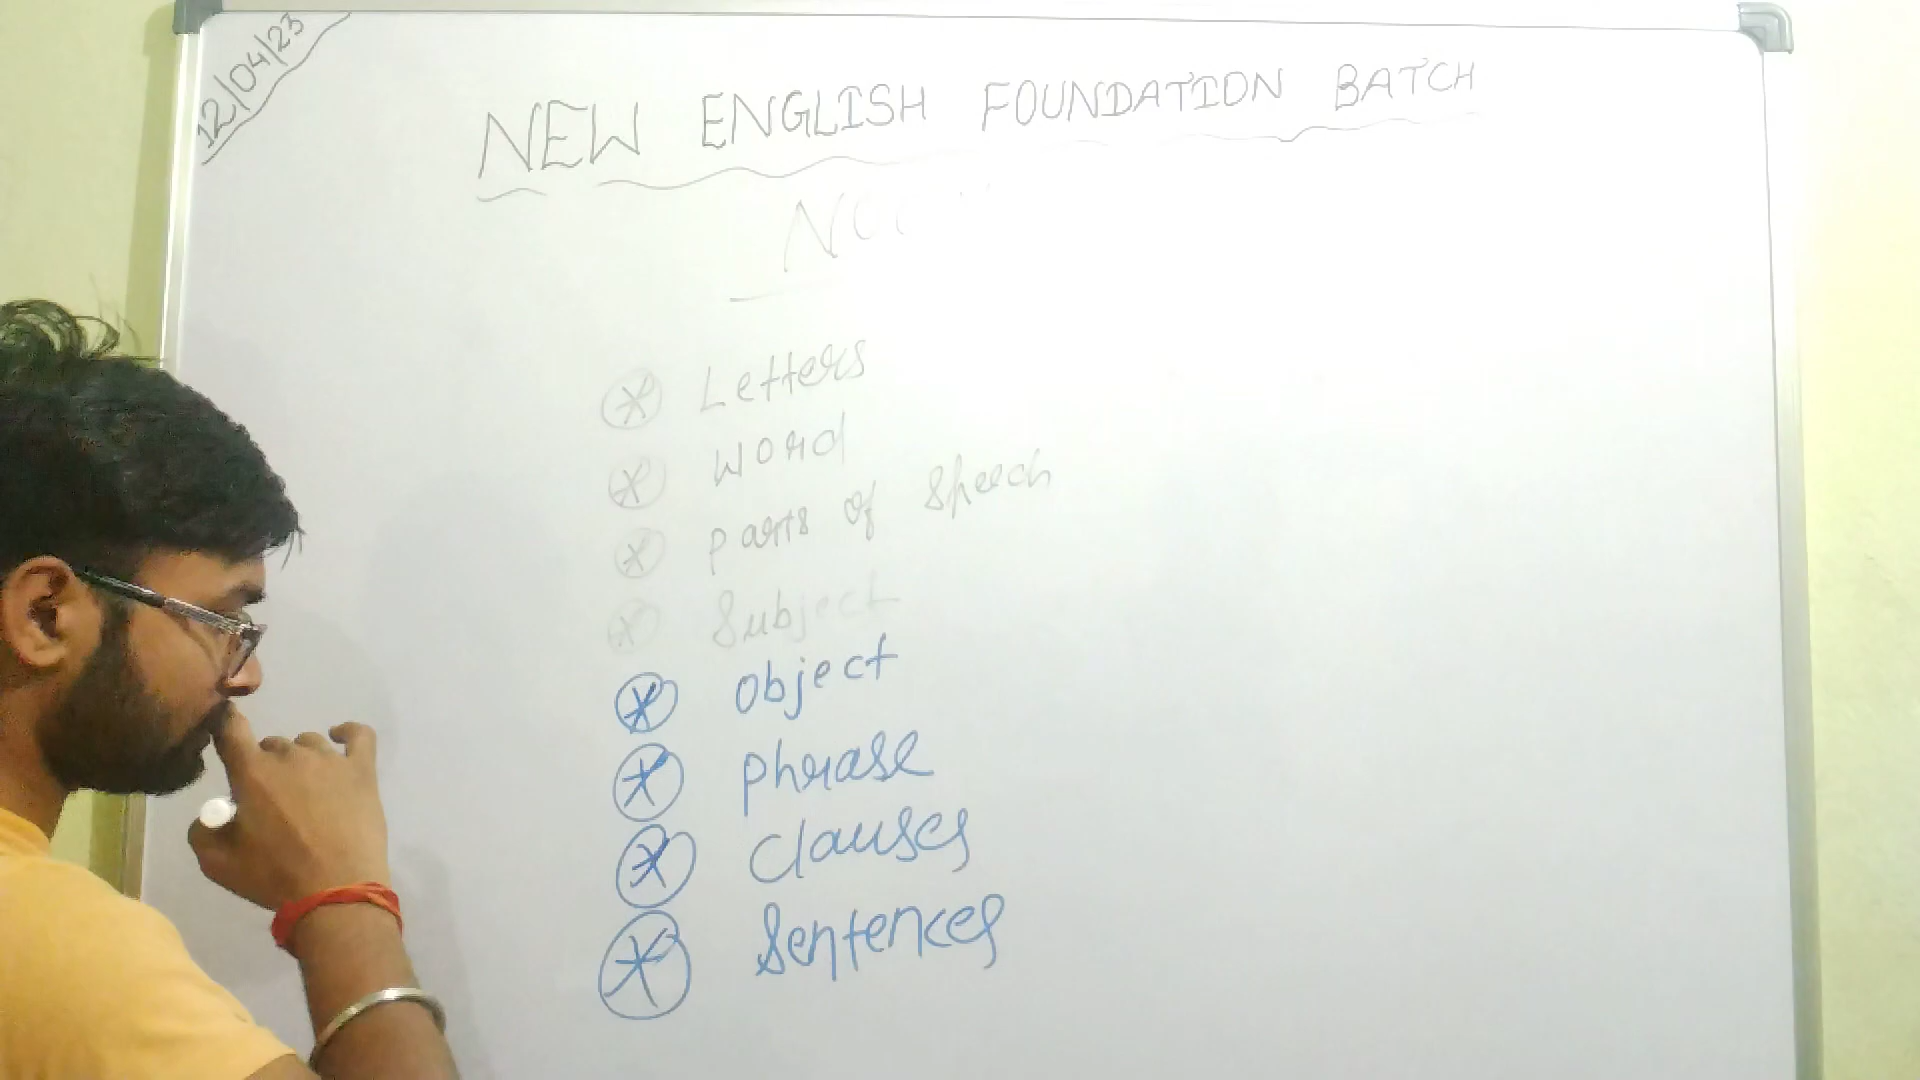 12/04/23
NEW ENGLISH FOUNDATION BATCH
Letters
Word
Parts of Speech
Subject
Object
Phrase
Clauses
Sentences